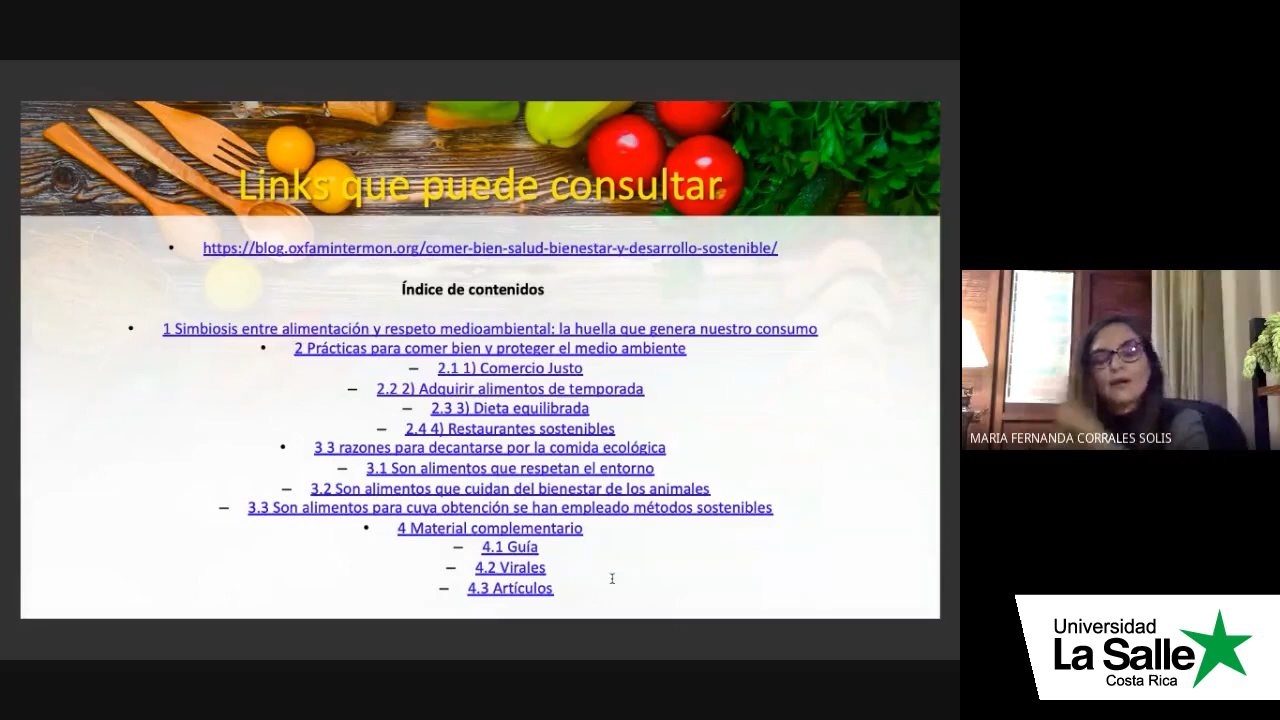 Links que puede consultar
• https://blog.oxfamintermon.org/comer-bien-salud-bienestar-y-desarrollo-sostenible/
Índice de contenidos
• 1 Simbiosis entre alimentación y respeto medioambiental: la huella que genera nuestro consumo
• 2 Prácticas para comer bien y proteger el medio ambiente
– 2.1 1) Comercio Justo
– 2.2 2) Adquirir alimentos de temporada
– 2.3 3) Dieta equilibrada
– 2.4 4) Restaurantes sostenibles
• 3 3 razones para decantarse por la comida ecológica
– 3.1 Son alimentos que respetan el entorno
– 3.2 Son alimentos que cuidan del bienestar de los animales
– 3.3 Son alimentos para cuya obtención se han empleado métodos sostenibles
• 4 Material complementario
– 4.1 Guía
– 4.2 Virales
– 4.3 Artículos
MARIA FERNANDA CORRALES SOLIS
Universidad
La Salle
Costa Rica